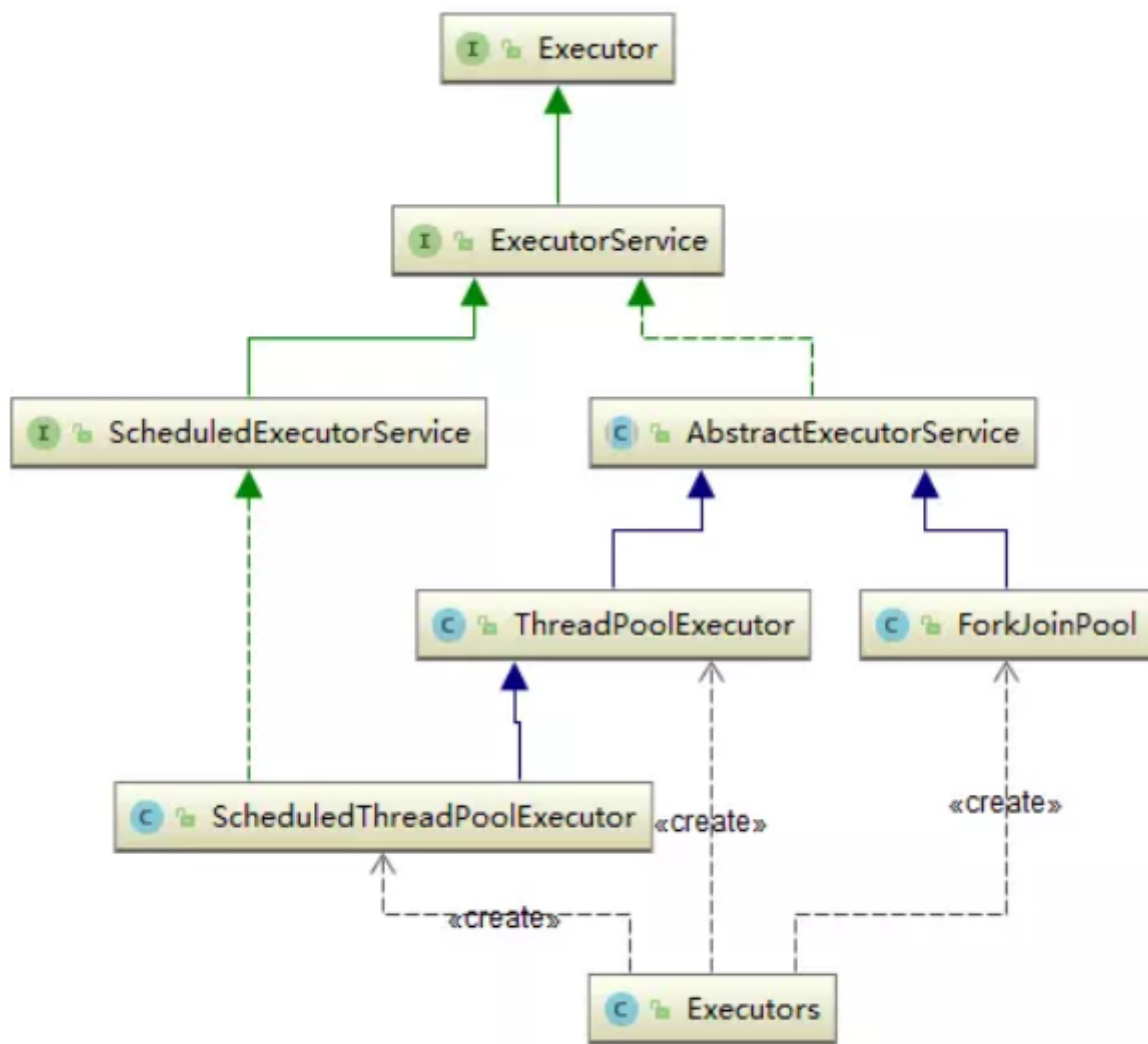 I Executor
I ExecutorService
I ScheduledExecutorService
C AbstractExecutorService
C ThreadPoolExecutor
C ForkJoinPool
C ScheduledThreadPoolExecutor
«create»
«create»
«create»
C Executors